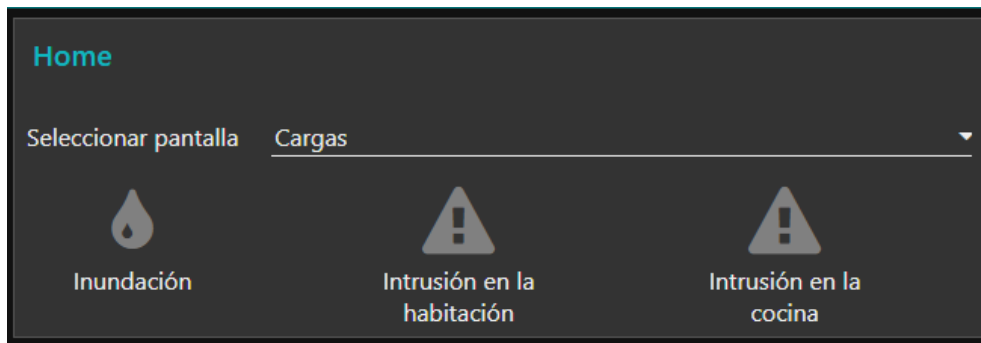 Home
Seleccionar pantalla Cargas
Inundación
Intrusión en la
habitación
Intrusión en la
cocina